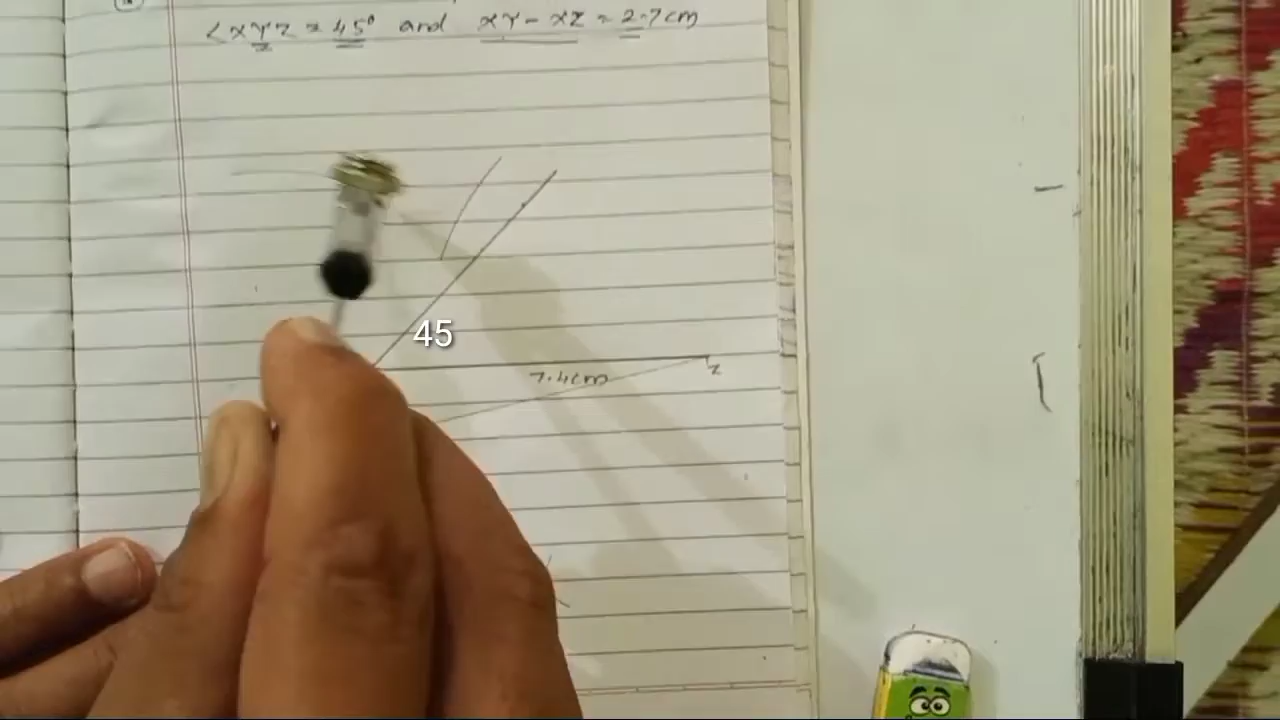 ∠XYZ = 45° and XY - XZ = 2.7cm
45
7.4cm
Z